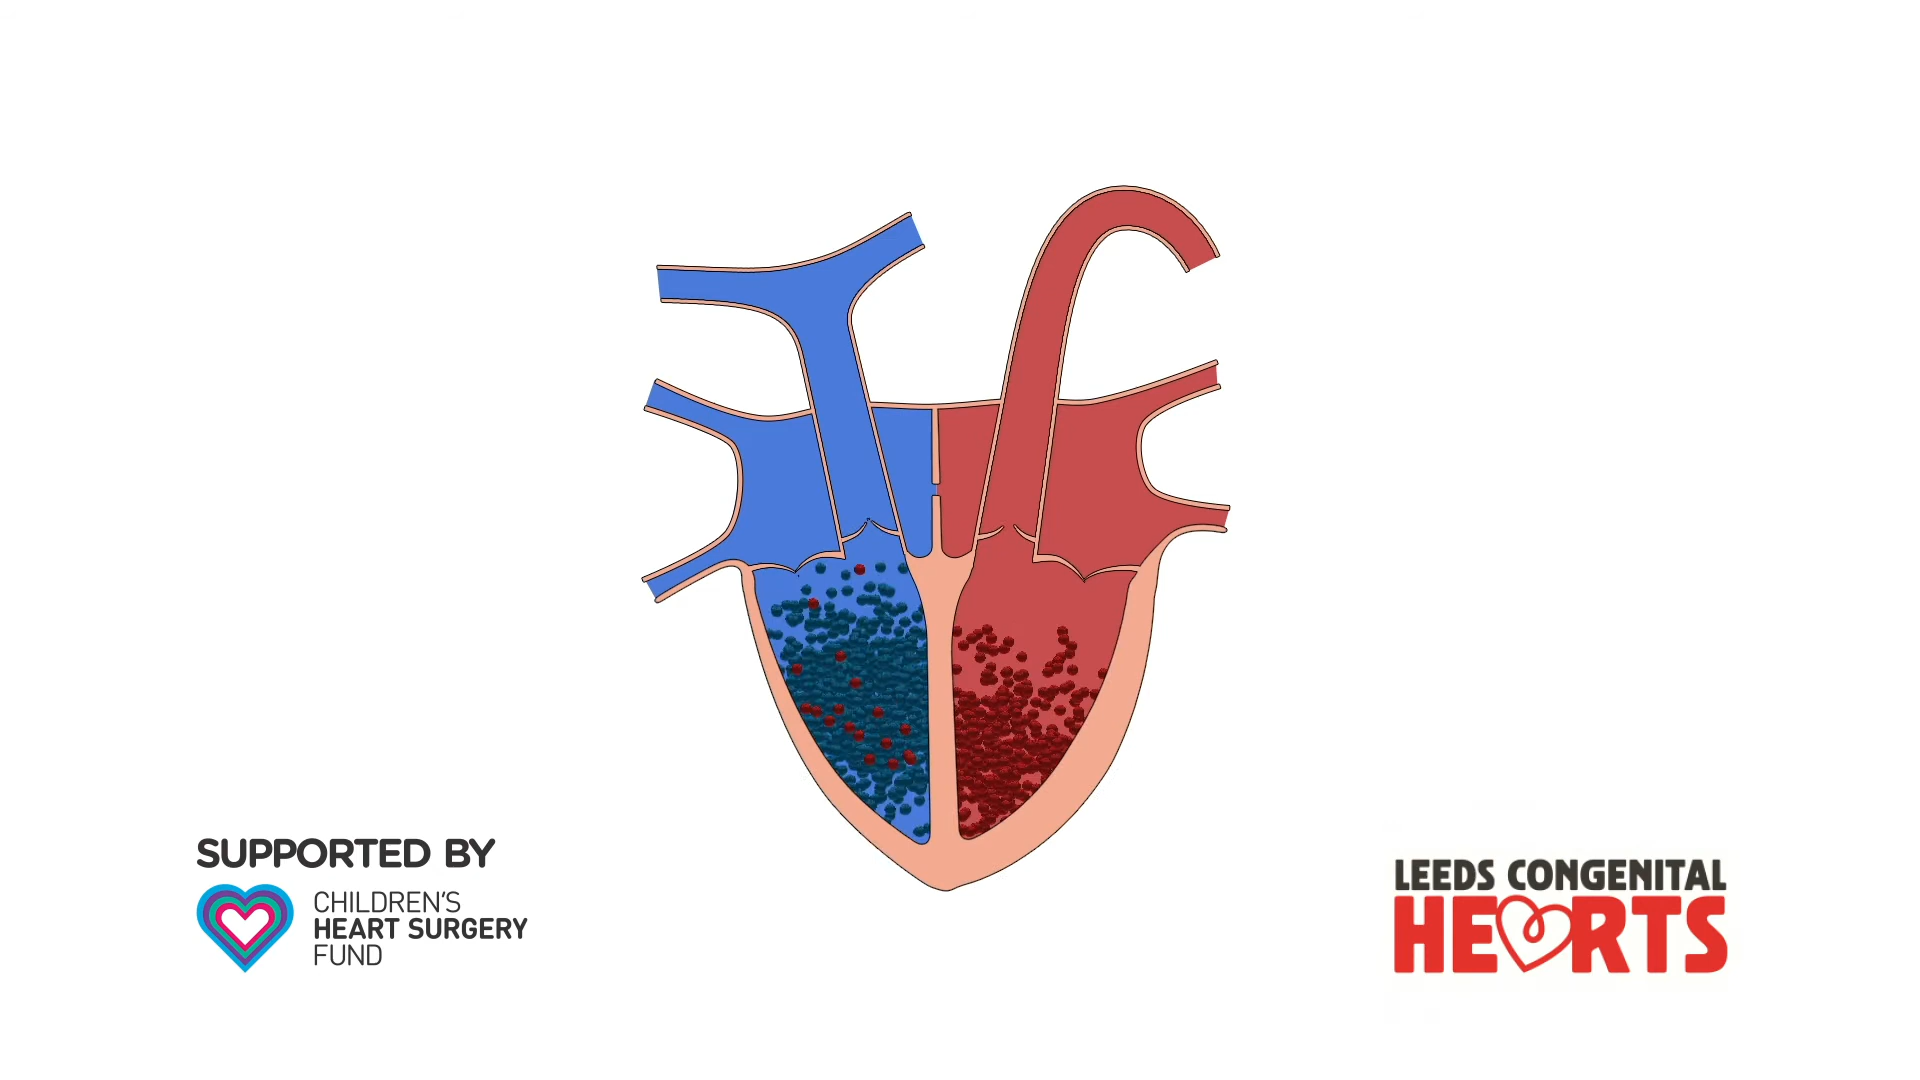 SUPPORTED BY
CHILDREN'S
HEART SURGERY
FUND
LEEDS CONGENITAL
HEARTS